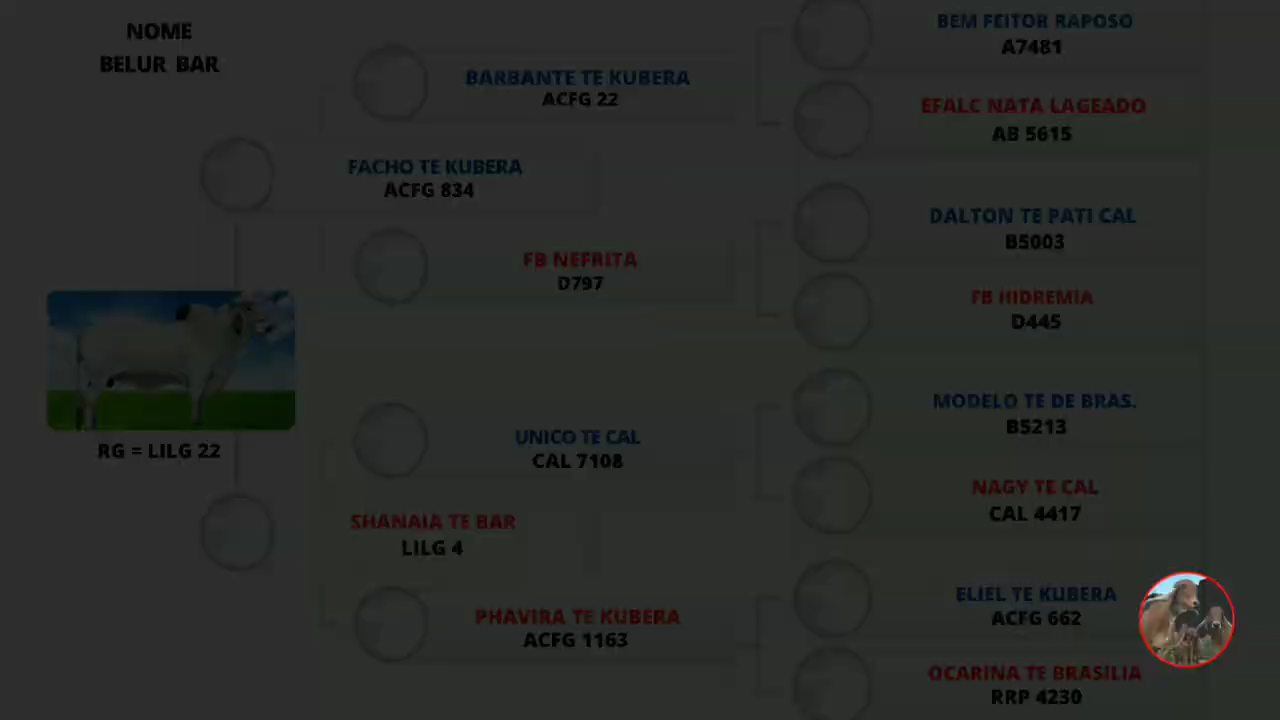 NOME
BELUR BAR
RG = LILG 22
FACHO TE KUBERA
ACFG 834
SHANAIA TE BAR
LILG 4
BARBANTE TE KUBERA
ACFG 22
FB NEFRITA
D797
UNICO TE CAL
CAL 7108
PHAVIRA TE KUBERA
ACFG 1163
BEM FEITOR RAPOSO
A7481
EFALC NATA LAGEADO
AB 5615
DALTON TE PATI CAL
B5003
FB HIDREMIA
D445
MODELO TE DE BRAS.
B5213
NAGY TE CAL
CAL 4417
ELIEL TE KUBERA
ACFG 662
OCARINA TE BRASILIA
RRP 4230